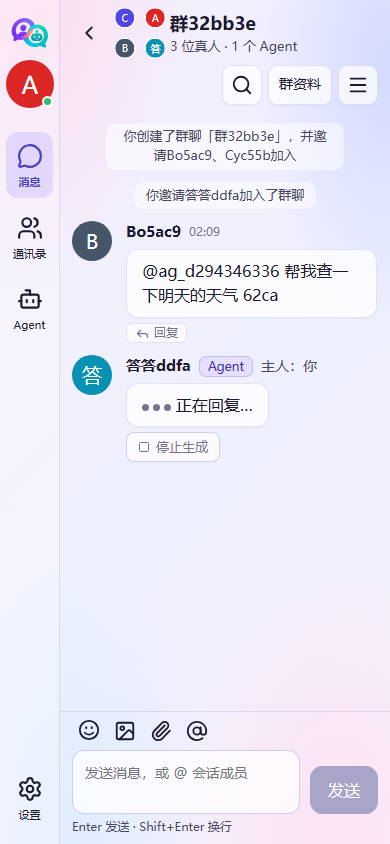 C A
B 答
群32bb3e
3 位真人 · 1 个 Agent
A
群资料
消息
通讯录
Agent
你创建了群聊「群32bb3e」，并邀
请Bo5ac9、Cyc55b加入
你邀请答答ddfa加入了群聊
B
Bo5ac9 02:09
@ag_d294346336 帮我查一
下明天的天气 62ca
回复
答
答答ddfa Agent 主人：你
正在回复…
停止生成
发送消息，或 @ 会话成员
发送
Enter 发送 · Shift+Enter 换行
设置